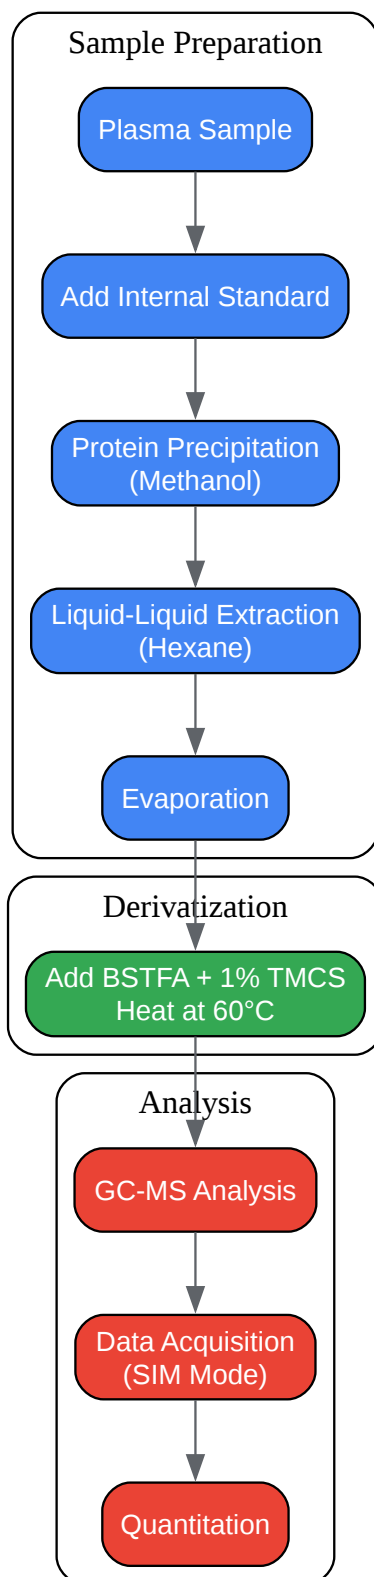 Sample Preparation
Plasma Sample
Add Internal Standard
Protein Precipitation
(Methanol)
Liquid-Liquid Extraction
(Hexane)
Evaporation
Derivatization
Add BSTFA + 1% TMCS
Heat at 60°C
Analysis
GC-MS Analysis
Data Acquisition
(SIM Mode)
Quantitation